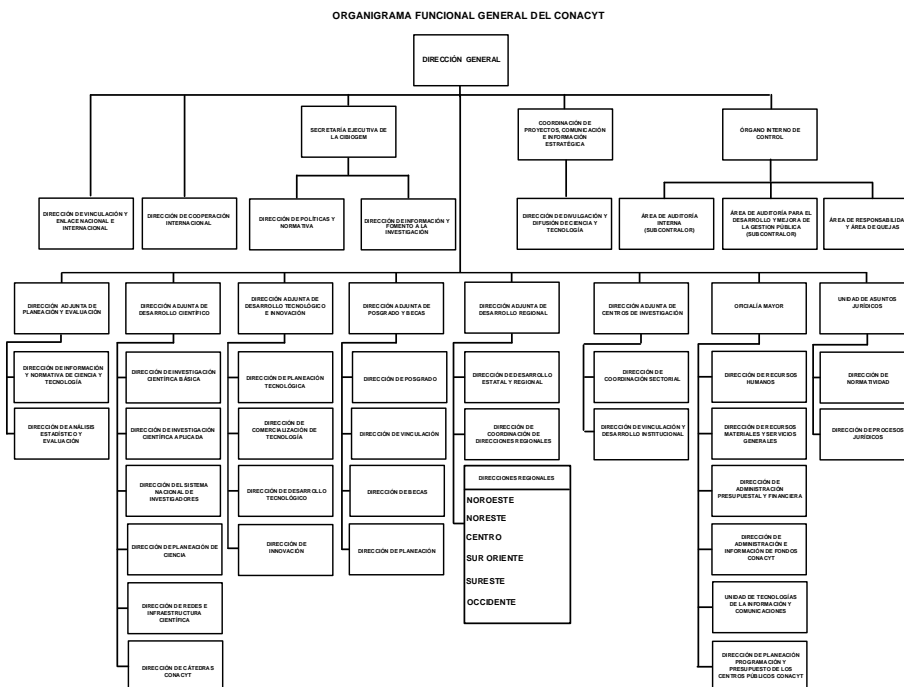 ORGANIGRAMA FUNCIONAL GENERAL DEL CONACYT
DIRECCIÓN GENERAL
SECRETARÍA EJECUTIVA DE
LA CIBIOGEM
COORDINACIÓN DE
PROYECTOS, COMUNICACIÓN
E INFORMACIÓN
ESTRATÉGICA
ÓRGANO INTERNO DE
CONTROL
DIRECCIÓN DE VINCULACIÓN Y
ENLACE NACIONAL E
INTERNACIONAL
DIRECCIÓN DE COOPERACIÓN
INTERNACIONAL
DIRECCIÓN DE POLÍTICAS Y
NORMATIVA
DIRECCIÓN DE INFORMACIÓN Y
FOMENTO A LA
INVESTIGACIÓN
DIRECCIÓN DE DIVULGACIÓN Y
DIFUSIÓN DE CIENCIA Y
TECNOLOGÍA
ÁREA DE AUDITORÍA
INTERNA
(SUBCONTRALOR)
ÁREA DE AUDITORÍA PARA EL
DESARROLLO Y MEJORA DE
LA GESTION PÚBLICA
(SUBCONTRALOR)
ÁREA DE RESPONSABILIDA
Y ÁREA DE QUEJAS
DIRECCIÓN ADJUNTA DE
PLANEACIÓN Y EVALUACIÓN
DIRECCIÓN ADJUNTA DE
DESARROLLO CIENTÍFICO
DIRECCIÓN ADJUNTA DE
DESARROLLO TECNOLÓGICO
E INNOVACIÓN
DIRECCIÓN ADJUNTA DE
POSGRADO Y BECAS
DIRECCIÓN ADJUNTA DE
DESARROLLO REGIONAL
DIRECCIÓN ADJUNTA DE
CENTROS DE INVESTIGACIÓN
OFICIALÍA MAYOR
UNIDAD DE ASUNTOS
JURÍDICOS
DIRECCIÓN DE INFORMACIÓN
Y NORMATIVA DE CIENCIA Y
TECNOLOGÍA
DIRECCIÓN DE ANÁLISIS
ESTADÍSTICO Y
EVALUACIÓN
DIRECCIÓN DE INVESTIGACIÓN
CIENTÍFICA BÁSICA
DIRECCIÓN DE INVESTIGACIÓN
CIENTÍFICA APLICADA
DIRECCIÓN DEL SISTEMA
NACIONAL DE
INVESTIGADORES
DIRECCIÓN DE PLANEACIÓN DE
CIENCIA
DIRECCIÓN DE REDES E
INFRAESTRUCTURA
CIENTÍFICA
DIRECCIÓN DE CÁTEDRAS
CONACYT
DIRECCIÓN DE PLANEACIÓN
TECNOLÓGICA
DIRECCIÓN DE
COMERCIALIZACIÓN DE
TECNOLOGÍA
DIRECCIÓN DE DESARROLLO
TECNOLÓGICO
DIRECCIÓN DE
INNOVACIÓN
DIRECCIÓN DE POSGRADO
DIRECCIÓN DE VINCULACIÓN
DIRECCIÓN DE BECAS
DIRECCIÓN DE PLANEACIÓN
DIRECCIÓN DE DESARROLLO
ESTATAL Y REGIONAL
DIRECCIÓN DE
COORDINACIÓN DE
DIRECCIONES REGIONALES
DIRECCIONES REGIONALES
NOROESTE
NORESTE
CENTRO
SUR ORIENTE
SURESTE
OCCIDENTE
DIRECCIÓN DE
COORDINACIÓN SECTORIAL
DIRECCIÓN DE VINCULACIÓN Y
DESARROLLO INSTITUCIONAL
DIRECCIÓN DE RECURSOS
HUMANOS
DIRECCIÓN DE RECURSOS
MATERIALES Y SERVICIOS
GENERALES
DIRECCIÓN DE
ADMINISTRACIÓN
PRESUPUESTAL Y FINANCIERA
DIRECCIÓN DE
ADMINISTRACIÓN E
INFORMACIÓN DE FONDOS
CONACYT
UNIDAD DE TECNOLOGÍAS
DE LA INFORMACIÓN Y
COMUNICACIONES
DIRECCIÓN DE PLANEACIÓN
PROGRAMACIÓN Y
PRESUPUESTO DE LOS
CENTROS PÚBLICOS CONACYT
DIRECCIÓN DE
NORMATIVIDAD
DIRECCIÓN DE PROCESOS
JURÍDICOS